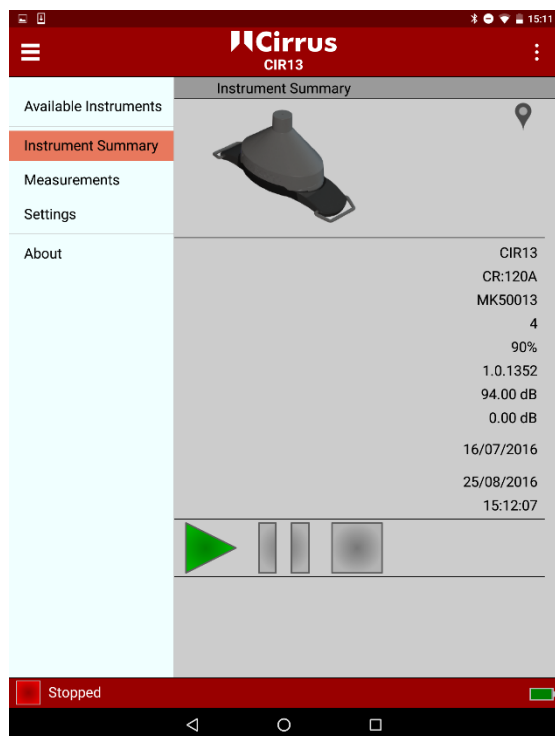 15:11
Cirrus
CIR13
Instrument Summary
Available Instruments
Instrument Summary
Measurements
Settings
About
CIR13
CR:120A
MK50013
4
90%
1.0.1352
94.00 dB
0.00 dB
16/07/2016
25/08/2016
15:12:07
Stopped